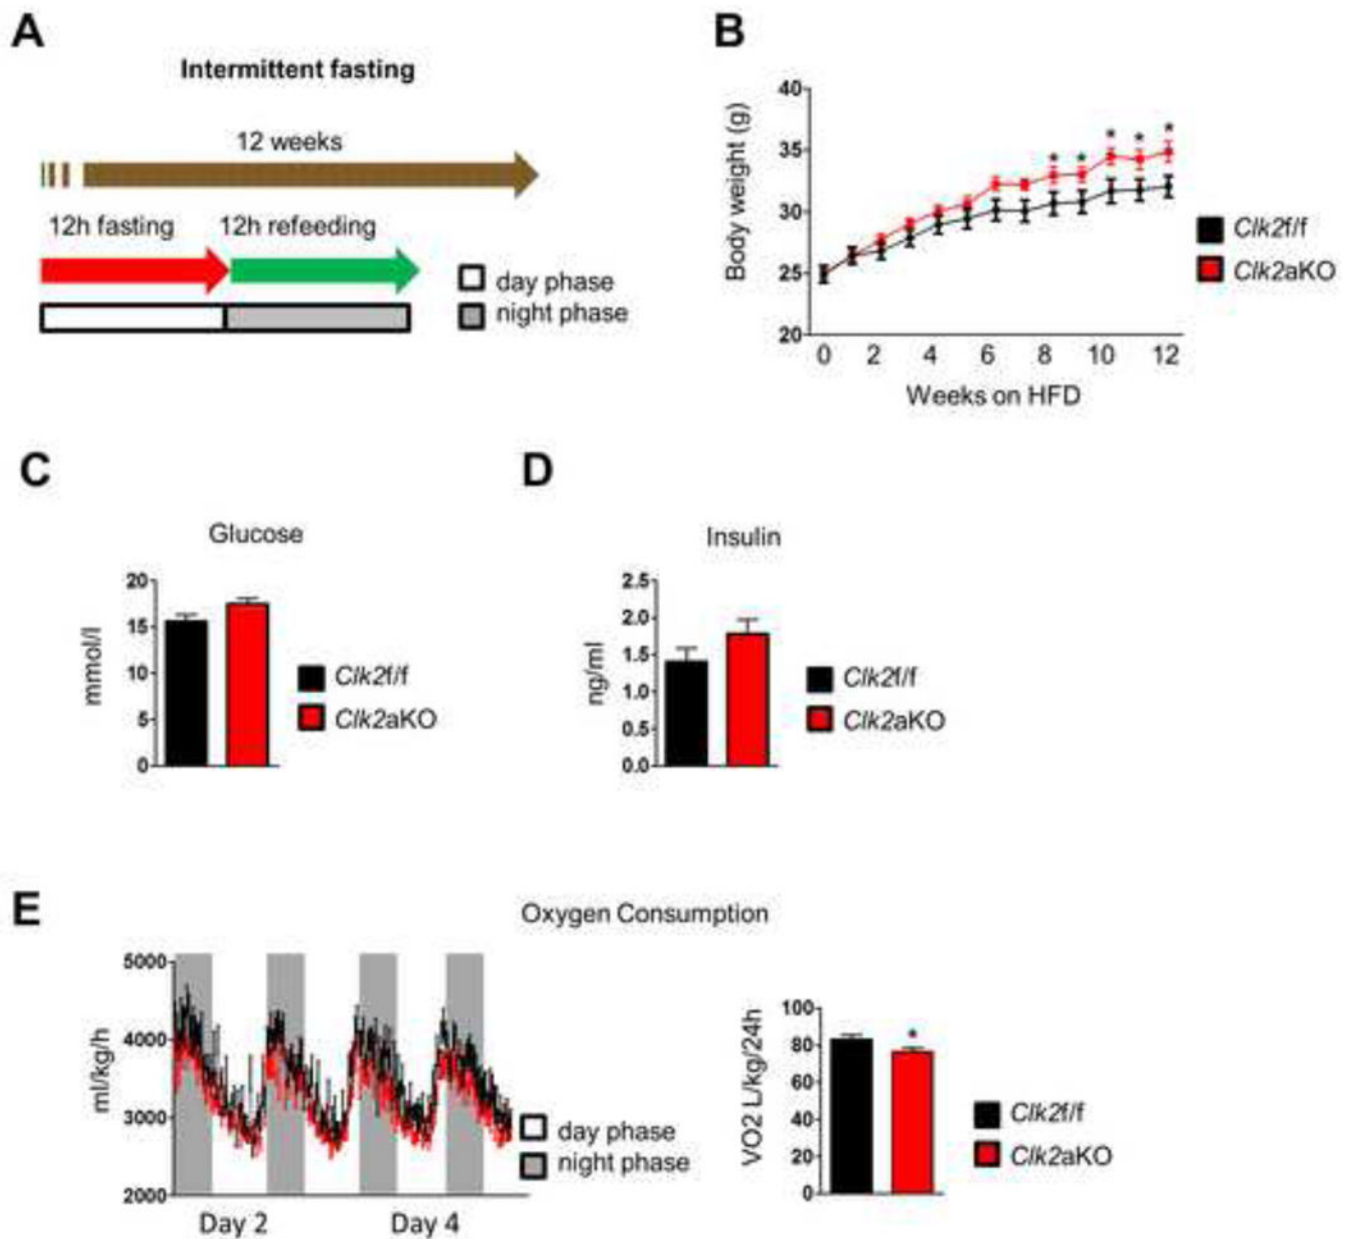 A
Intermittent fasting
12 weeks
12h fasting 12h refeeding
day phase
night phase
B
Body weight (g)
40
35
30
25
20
* * * * *
0 2 4 6 8 10 12
Weeks on HFD
Clk2f/f
Clk2aKO
C
Glucose
mmol/l
20
15
10
5
0
Clk2f/f
Clk2aKO
D
Insulin
ng/ml
2.5
2.0
1.5
1.0
0.5
0.0
Clk2f/f
Clk2aKO
E
Oxygen Consumption
ml/kg/h
5000
4000
3000
2000
Day 2 Day 4
day phase
night phase
VO2 L/kg/24h
100
80
60
40
20
0
*
Clk2f/f
Clk2aKO